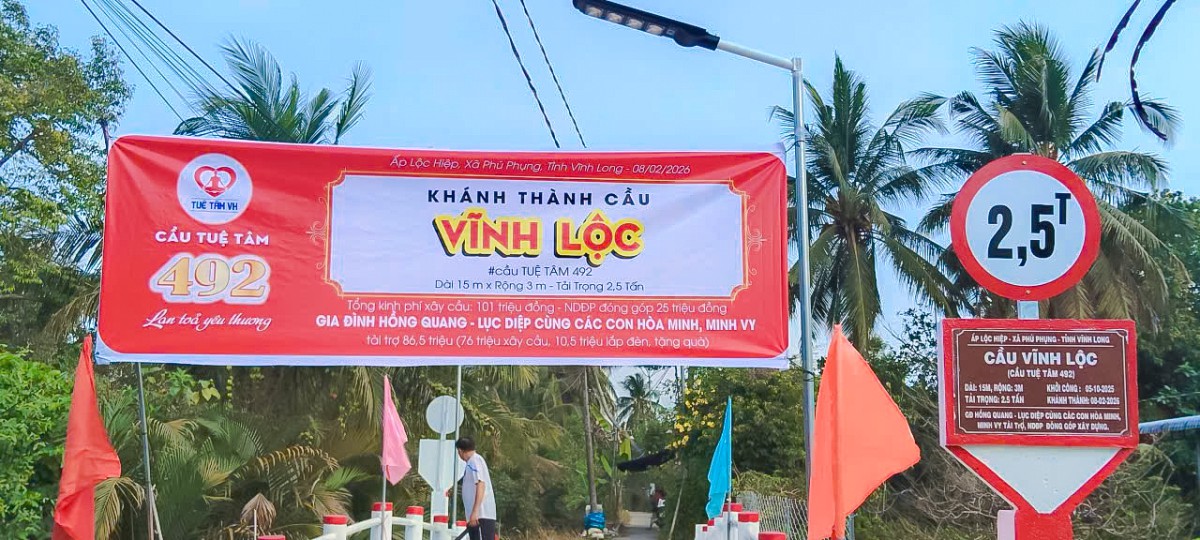 Ấp Lộc Hiệp, Xã Phú Phụng, Tỉnh Vĩnh Long - 08/02/2026
TUỆ TÂM VH
CẦU TUỆ TÂM
492
Lan toả yêu thương
KHÁNH THÀNH CẦU
VĨNH LỘC
#cầu TUỆ TÂM 492
Dài 15 m x Rộng 3 m - Tải Trọng 2,5 Tấn
Tổng kinh phí xây cầu: 101 triệu đồng - NDĐP đóng góp 25 triệu đồng
GIA ĐÌNH HỒNG QUANG - LỤC DIỆP CÙNG CÁC CON HÒA MINH, MINH VY
tài trợ 86,5 triệu (76 triệu xây cầu, 10,5 triệu lắp đèn, tặng quà)
2,5T
ẤP LỘC HIỆP - XÃ PHÚ PHỤNG - TỈNH VĨNH LONG
CẦU VĨNH LỘC
(CẦU TUỆ TÂM 492)
DÀI: 15M, RỘNG: 3M KHỞI CÔNG : 05-10-2025
TẢI TRỌNG: 2.5 TẤN KHÁNH THÀNH: 08-02-2026
GĐ HỒNG QUANG - LỤC DIỆP CÙNG CÁC CON HÒA MINH,
MINH VY TÀI TRỢ, NDĐP ĐÓNG GÓP XÂY DỰNG.